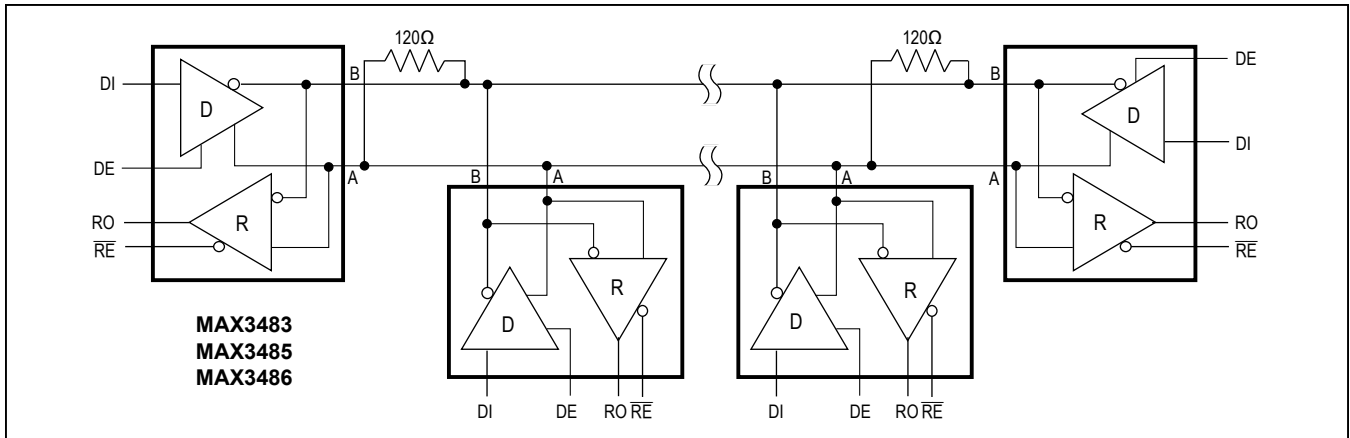 120Ω
120Ω
DI
B
D
DE
A
RO
R
RE
B
DE
D
DI
A
R
RO
RE
B
A
D
R
DI
DE
RO
RE
B
A
D
R
DI
DE
RO
RE
MAX3483
MAX3485
MAX3486